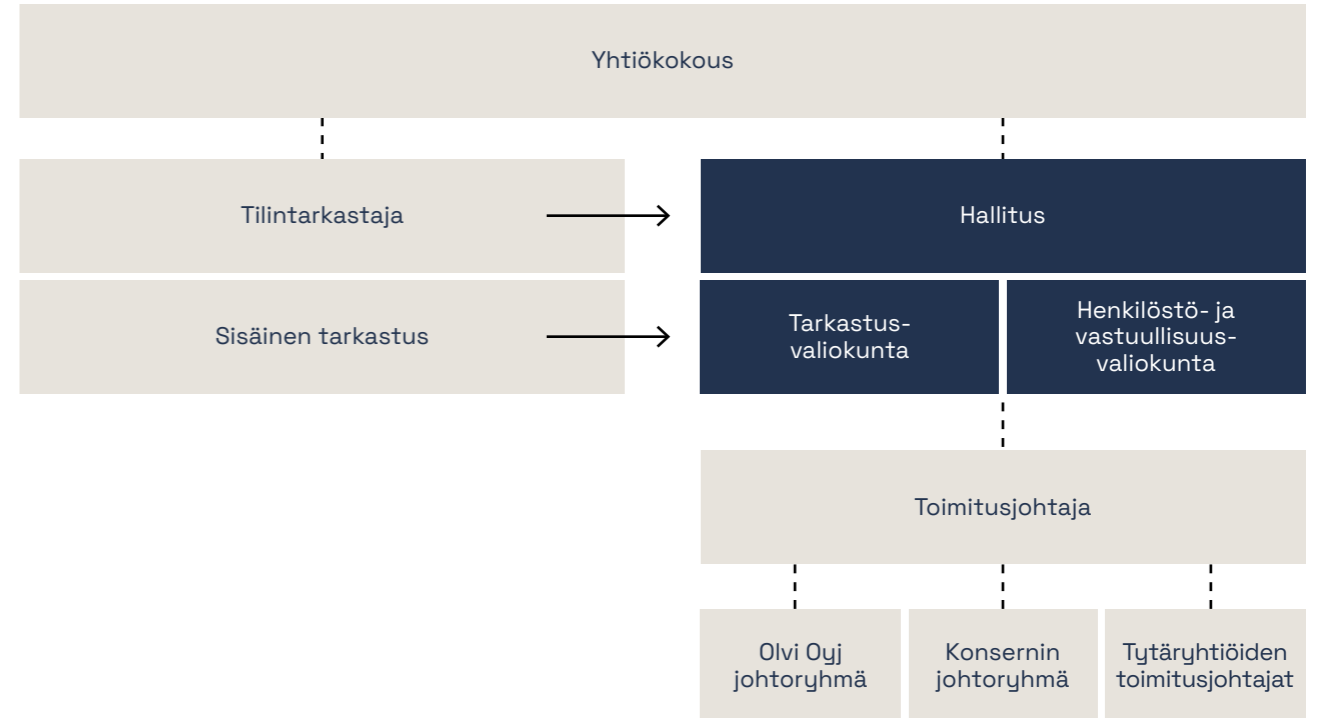 Yhtiökokous
Tilintarkastaja
Hallitus
Sisäinen tarkastus
Tarkastus-
valiokunta
Henkilöstö- ja
vastuullisuus-
valiokunta
Toimitusjohtaja
Olvi Oyj
johtoryhmä
Konsernin
johtoryhmä
Tytäryhtiöiden
toimitusjohtajat